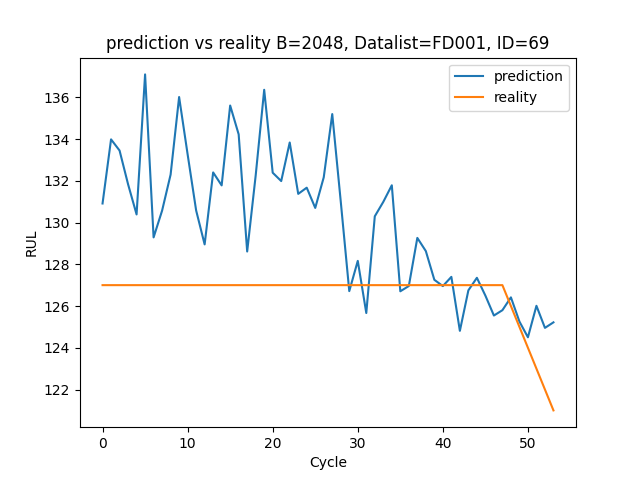 prediction vs reality B=2048, Datalist=FD001, ID=69
prediction
reality
136
134
132
130
128
126
124
122
RUL
0 10 20 30 40 50
Cycle